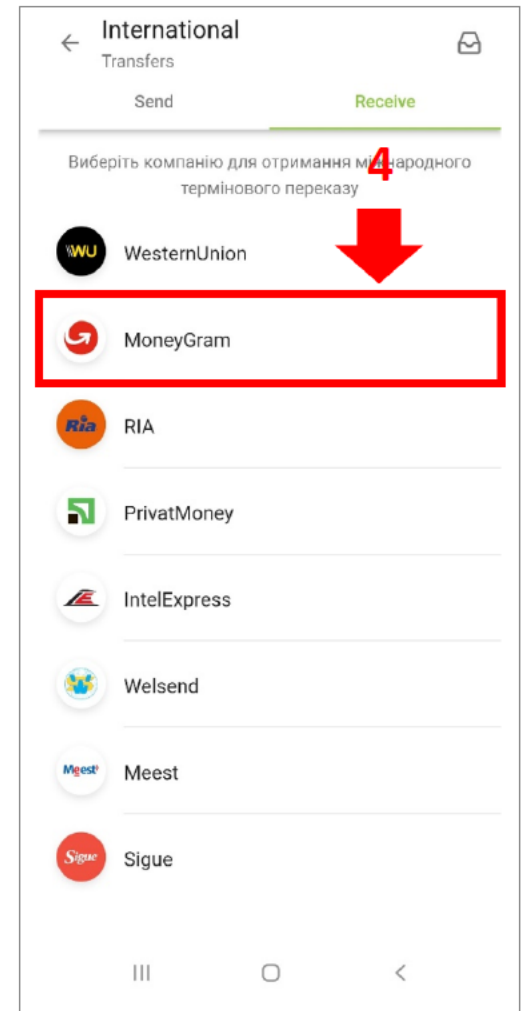 International
Transfers
Send Receive
Виберіть компанію для отримання міжнародного
термінового переказу
4
WU WesternUnion
MoneyGram
Ria RIA
PrivatMoney
IE IntelExpress
Welsend
Meest Meest
Sigue Sigue